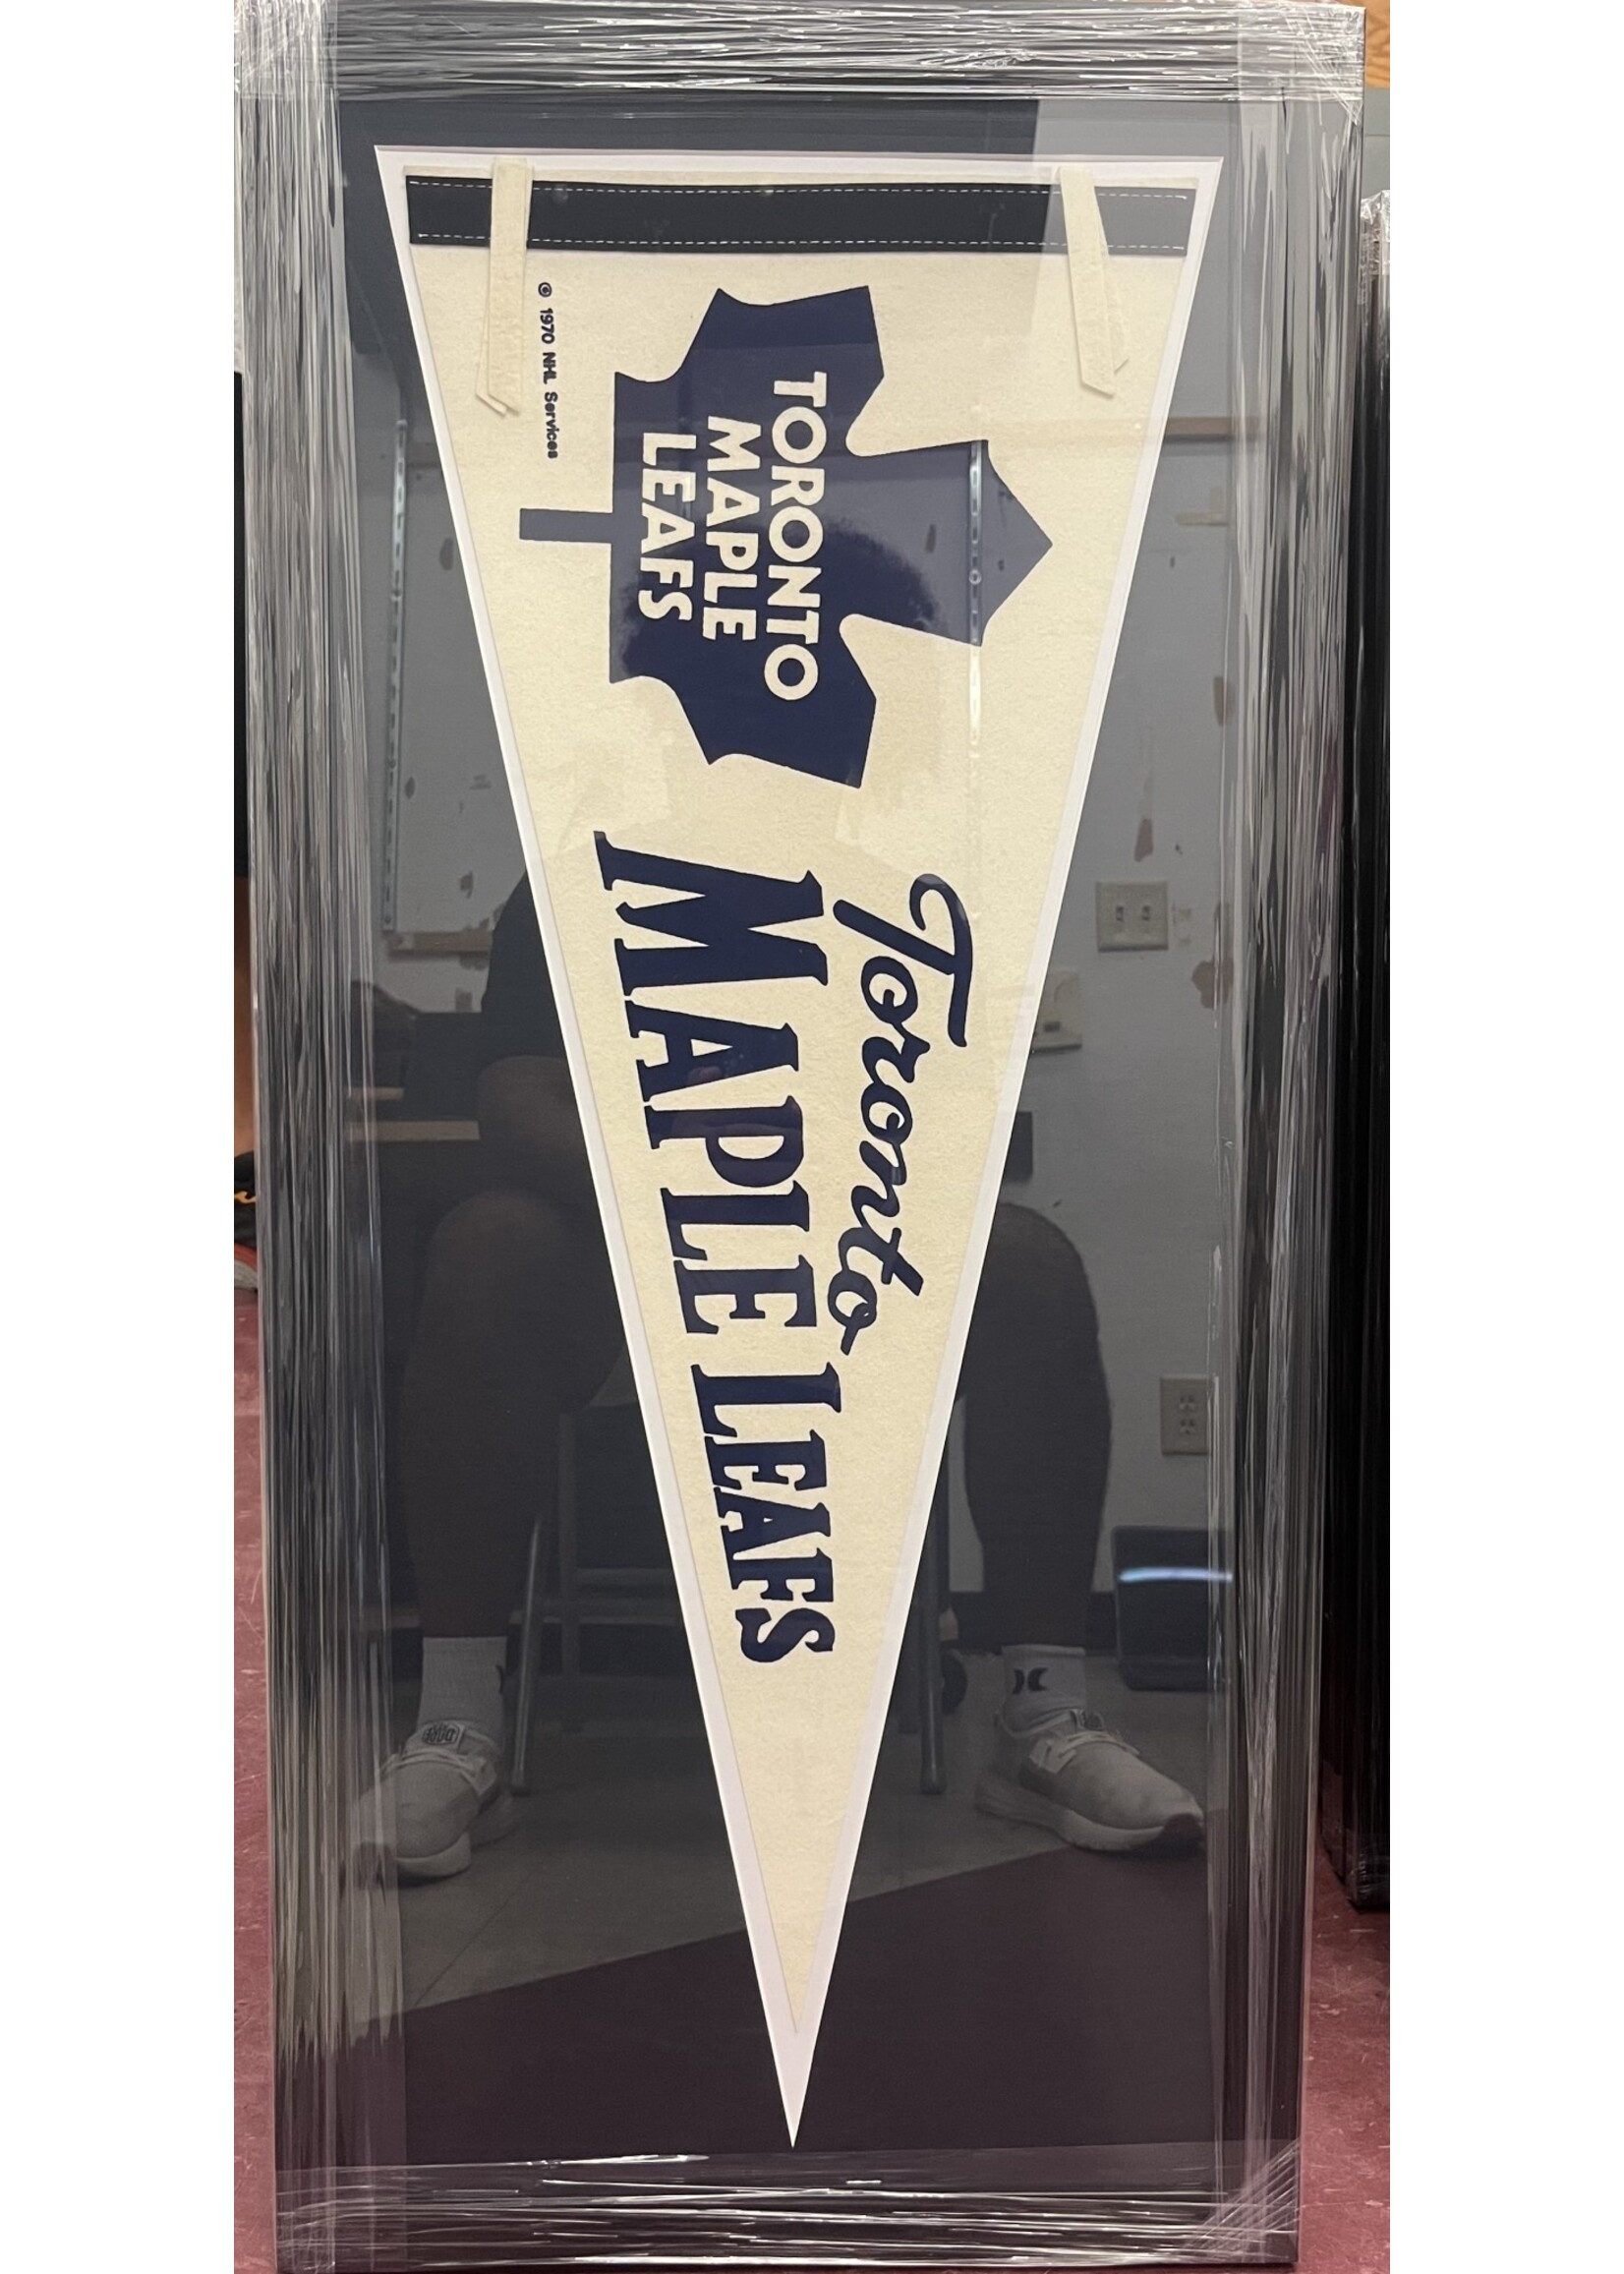 TORONTO
MAPLE
LEAFS
© 1970 NHL Services
Toronto
MAPLE LEAFS